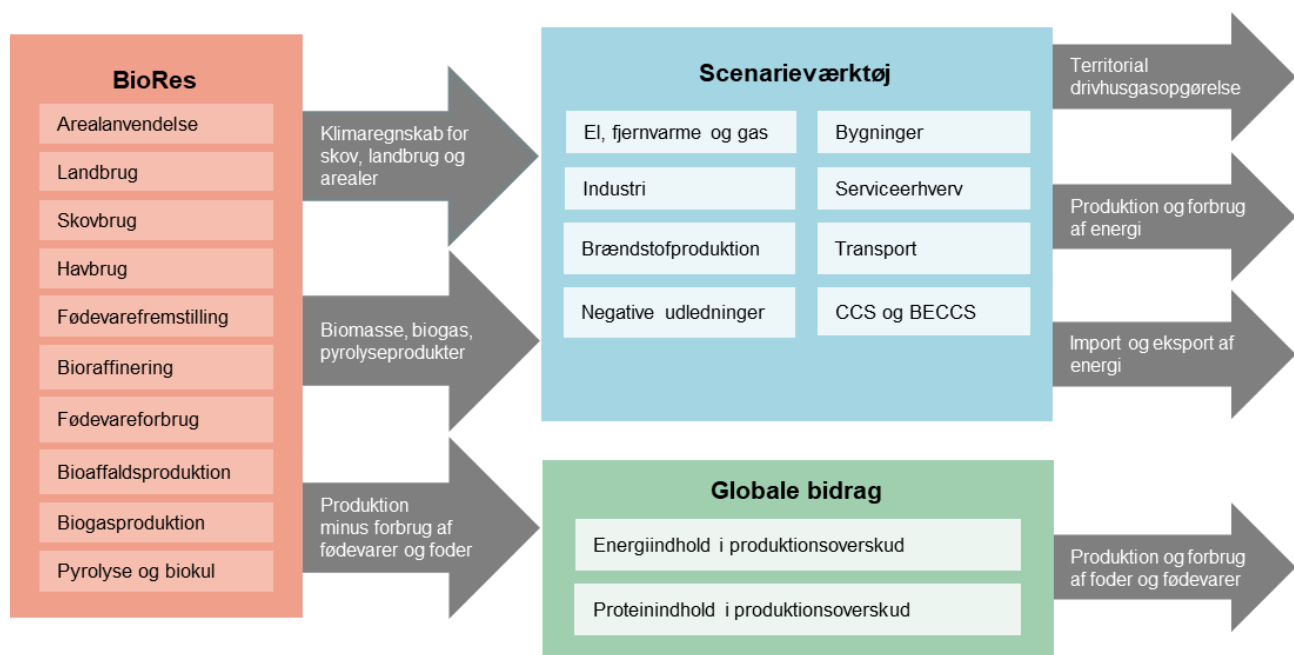 BioRes
Arealanvendelse
Landbrug
Skovbrug
Havbrug
Fødevarefremstilling
Bioraffinering
Fødevareforbrug
Bioaffaldsproduktion
Biogasproduktion
Pyrolyse og biokul
Klimaregnskab for
skov, landbrug og
arealer
Biomasse, biogas,
pyrolyseprodukter
Produktion
minus forbrug af
fødevarer og foder
Scenarieværktøj
El, fjernvarme og gas
Bygninger
Industri
Serviceerhverv
Brændstofproduktion
Transport
Negative udledninger
CCS og BECCS
Globale bidrag
Energiindhold i produktionsoverskud
Proteinindhold i produktionsoverskud
Territorial
drivhusgasopgørelse
Produktion og forbrug
af energi
Import og eksport af
energi
Produktion og forbrug
af foder og fødevarer